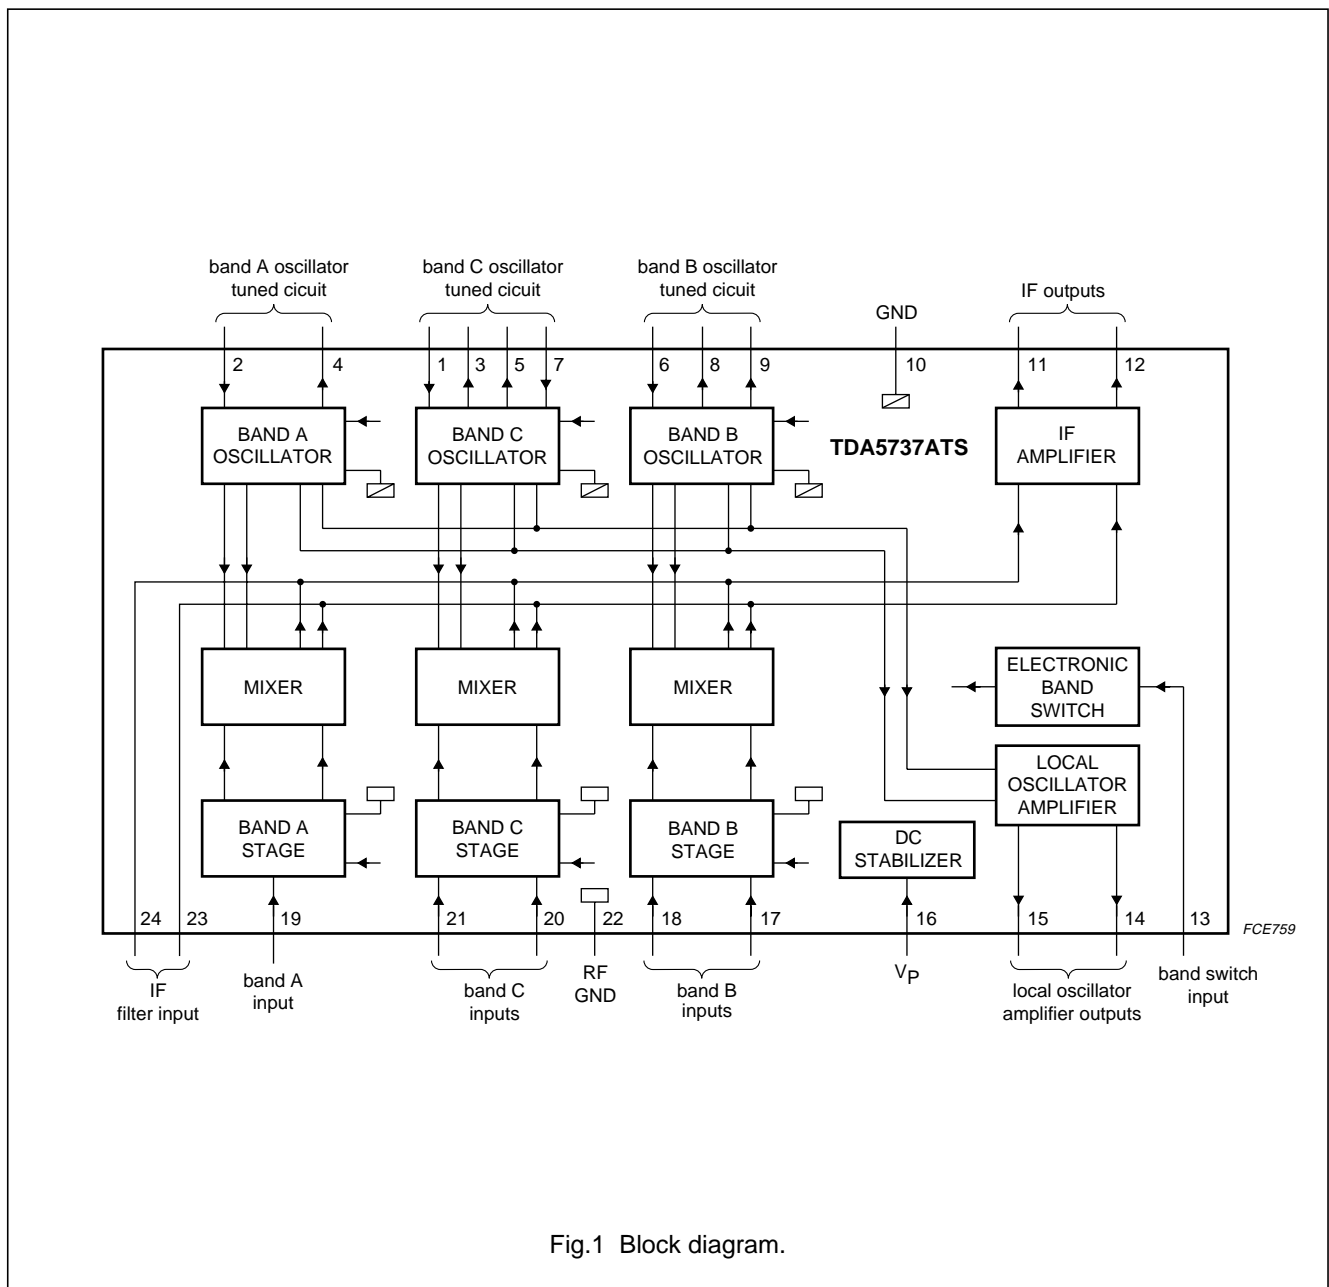 band A oscillator
tuned cicuit
band C oscillator
tuned cicuit
band B oscillator
tuned cicuit
GND
IF outputs
2 4 1 3 5 7 6 8 9 10 11 12
BAND A
OSCILLATOR
BAND C
OSCILLATOR
BAND B
OSCILLATOR
TDA5737ATS
IF
AMPLIFIER
MIXER
MIXER
MIXER
ELECTRONIC
BAND
SWITCH
LOCAL
OSCILLATOR
AMPLIFIER
BAND A
STAGE
BAND C
STAGE
BAND B
STAGE
DC
STABILIZER
24 23 19 21 20 22 18 17 16 15 14 13
FCE759
IF
filter input
band A
input
band C
inputs
RF
GND
band B
inputs
VP
local oscillator
amplifier outputs
band switch
input
Fig.1 Block diagram.